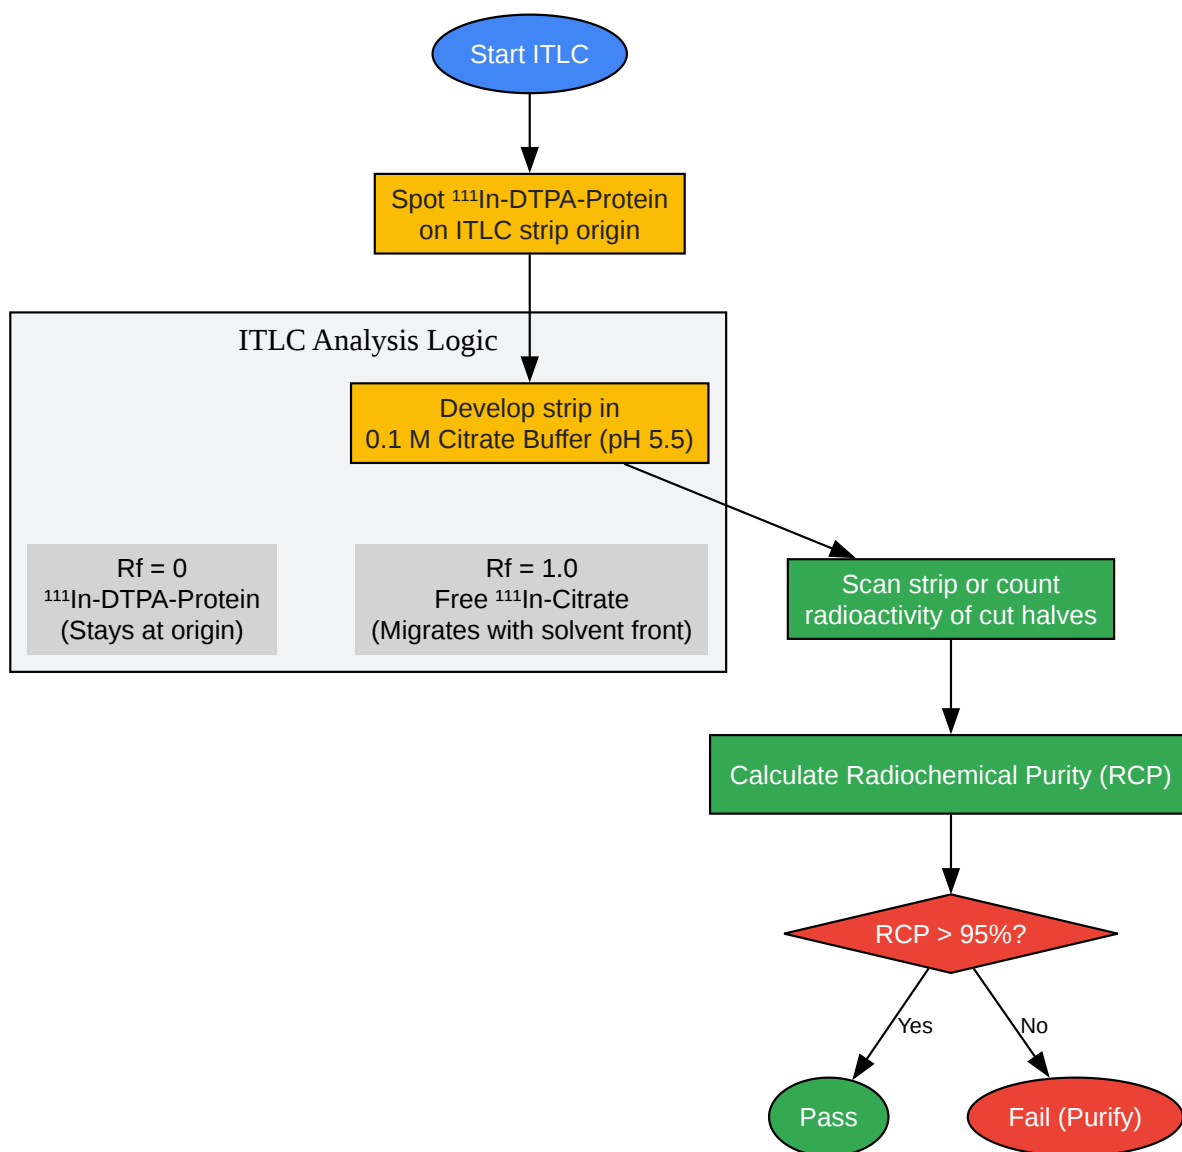 Start ITLC
Spot ¹¹¹In-DTPA-Protein
on ITLC strip origin
ITLC Analysis Logic
Develop strip in
0.1 M Citrate Buffer (pH 5.5)
Rf = 0
¹¹¹In-DTPA-Protein
(Stays at origin)
Rf = 1.0
Free ¹¹¹In-Citrate
(Migrates with solvent front)
Scan strip or count
radioactivity of cut halves
Calculate Radiochemical Purity (RCP)
RCP > 95%?
Yes
No
Pass
Fail (Purify)